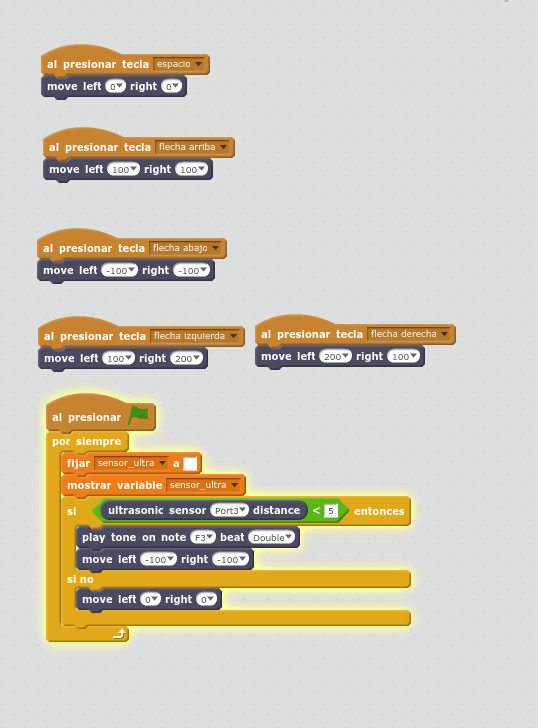 al presionar tecla espacio
move left 0 right 0
al presionar tecla flecha arriba
move left 100 right 100
al presionar tecla flecha abajo
move left -100 right -100
al presionar tecla flecha izquierda
move left 100 right 200
al presionar tecla flecha derecha
move left 200 right 100
al presionar
por siempre
fijar sensor_ultra a
mostrar variable sensor_ultra
si ultrasonic sensor Port3 distance < 5 entonces
play tone on note F3 beat Double
move left -100 right -100
si no
move left 0 right 0